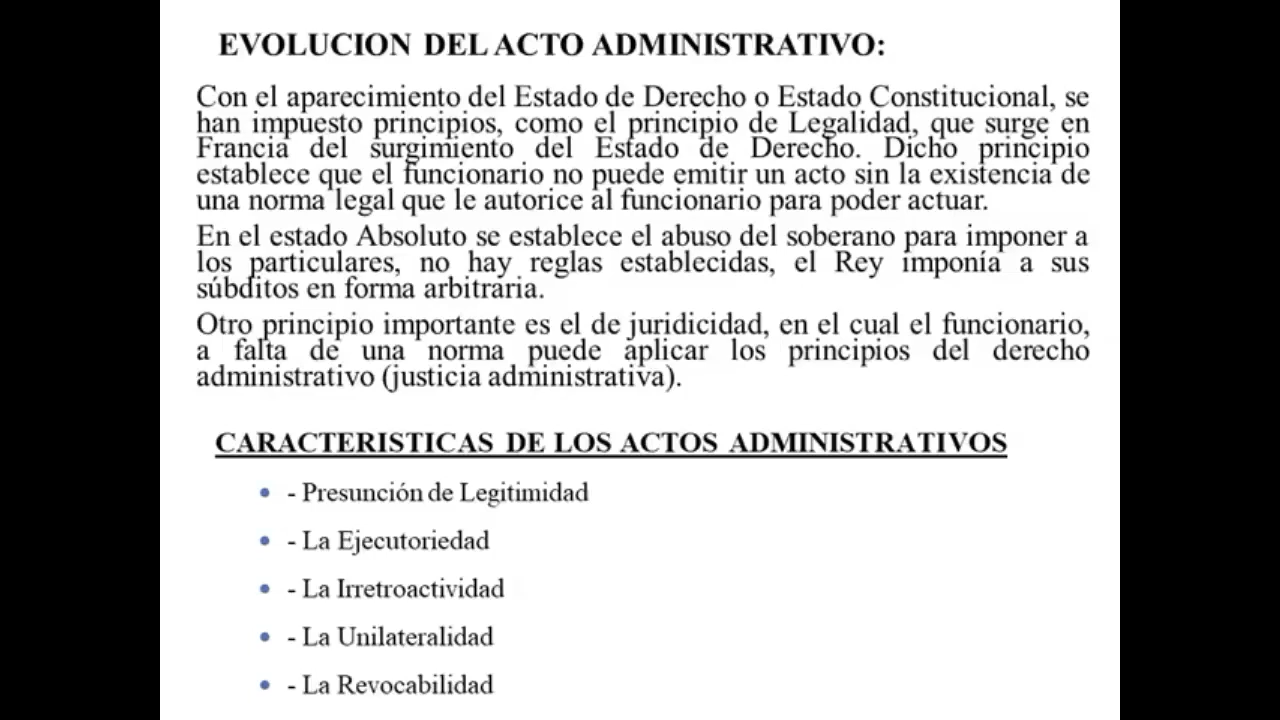 EVOLUCION DEL ACTO ADMINISTRATIVO:
Con el aparecimiento del Estado de Derecho o Estado Constitucional, se
han impuesto principios, como el principio de Legalidad, que surge en
Francia del surgimiento del Estado de Derecho. Dicho principio
establece que el funcionario no puede emitir un acto sin la existencia de
una norma legal que le autorice al funcionario para poder actuar.
En el estado Absoluto se establece el abuso del soberano para imponer a
los particulares, no hay reglas establecidas, el Rey imponía a sus
súbditos en forma arbitraria.
Otro principio importante es el de juridicidad, en el cual el funcionario,
a falta de una norma puede aplicar los principios del derecho
administrativo (justicia administrativa).
CARACTERISTICAS DE LOS ACTOS ADMINISTRATIVOS
• - Presunción de Legitimidad
• - La Ejecutoriedad
• - La Irretroactividad
• - La Unilateralidad
• - La Revocabilidad